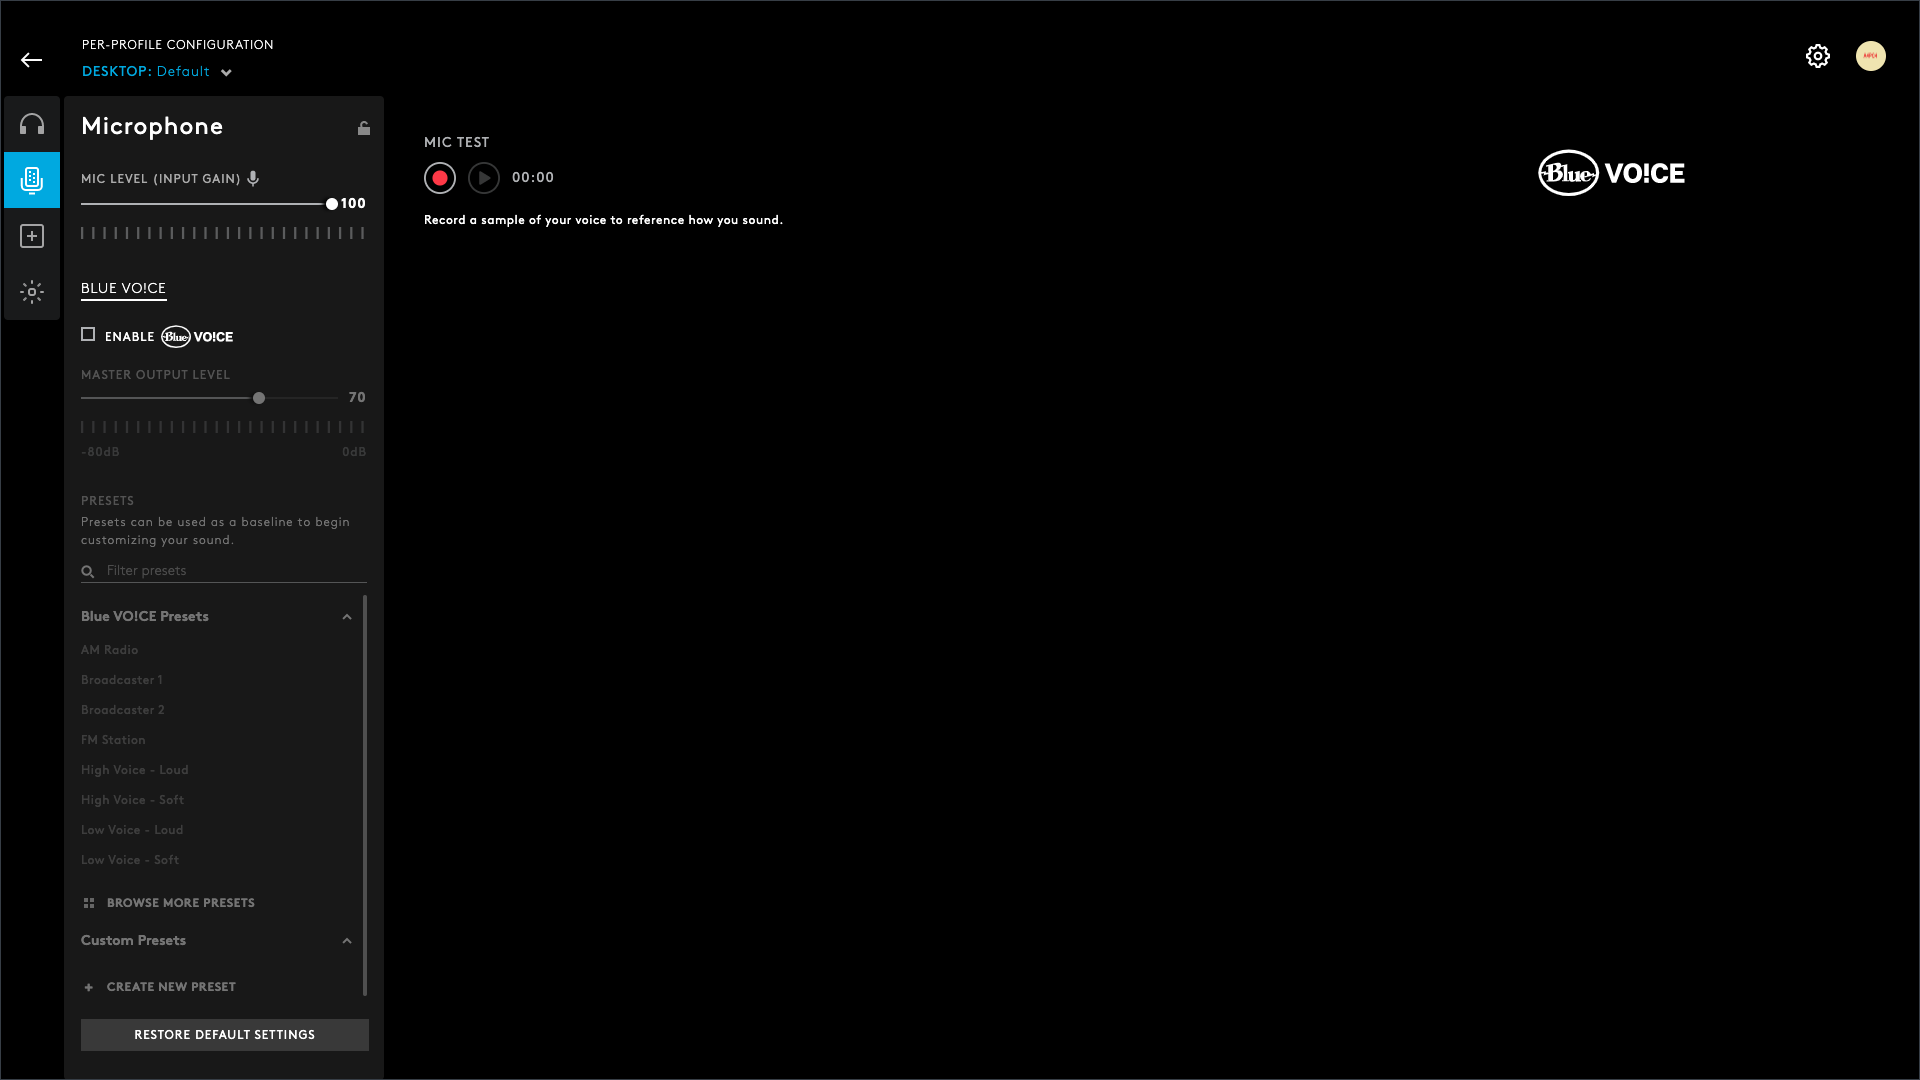 PER-PROFILE CONFIGURATION
DESKTOP: Default
Microphone
MIC LEVEL (INPUT GAIN)
100
BLUE VO!CE
ENABLE Blue VO!CE
MASTER OUTPUT LEVEL
70
-80dB 0dB
PRESETS
Presets can be used as a baseline to begin
customizing your sound.
Filter presets
Blue VO!CE Presets
AM Radio
Broadcaster 1
Broadcaster 2
FM Station
High Voice - Loud
High Voice - Soft
Low Voice - Loud
Low Voice - Soft
BROWSE MORE PRESETS
Custom Presets
+ CREATE NEW PRESET
RESTORE DEFAULT SETTINGS
MIC TEST
00:00
Record a sample of your voice to reference how you sound.
Blue VO!CE